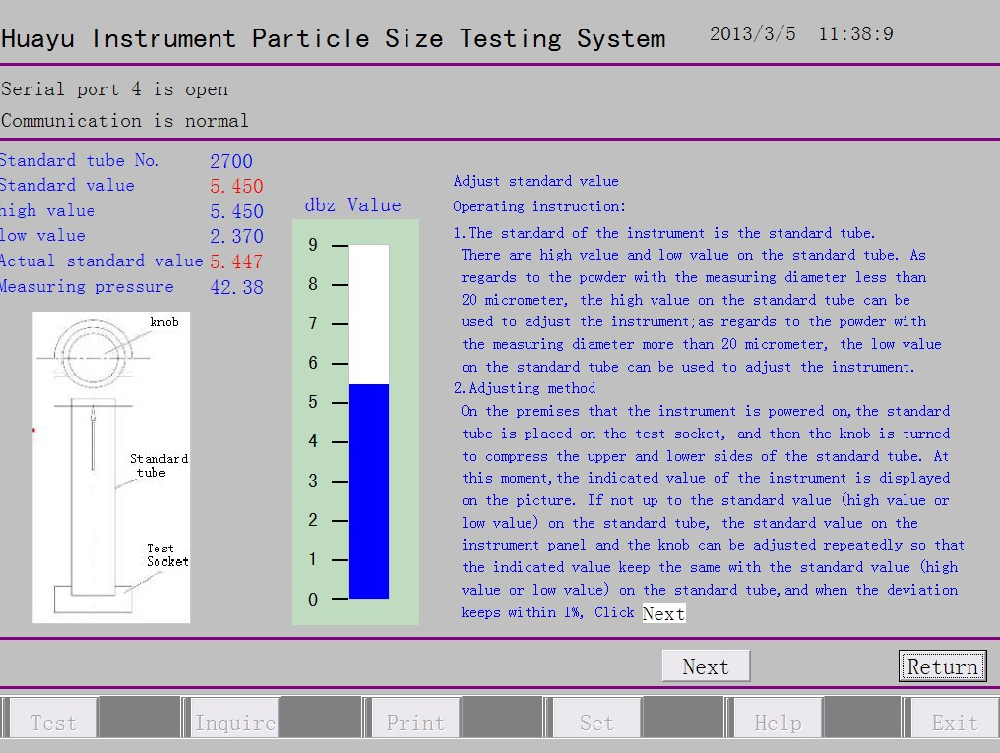 Huayu Instrument Particle Size Testing System 2013/3/5 11:38:9
Serial port 4 is open
Communication is normal
Standard tube No. 2700
Standard value 5.450
high value 5.450
low value 2.370
Actual standard value 5.447
Measuring pressure 42.38
knob
Standard
tube
Test
Socket
dbz Value
9
8
7
6
5
4
3
2
1
0
Adjust standard value
Operating instruction:
1.The standard of the instrument is the standard tube.
There are high value and low value on the standard tube. As
regards to the powder with the measuring diameter less than
20 micrometer, the high value on the standard tube can be
used to adjust the instrument;as regards to the powder with
the measuring diameter more than 20 micrometer, the low value
on the standard tube can be used to adjust the instrument.
2.Adjusting method
On the premises that the instrument is powered on,the standard
tube is placed on the test socket, and then the knob is turned
to compress the upper and lower sides of the standard tube. At
this moment,the indicated value of the instrument is displayed
on the picture. If not up to the standard value (high value or
low value) on the standard tube, the standard value on the
instrument panel and the knob can be adjusted repeatedly so that
the indicated value keep the same with the standard value (high
value or low value) on the standard tube,and when the deviation
keeps within 1%, Click Next
Next Return
Test Inquire Print Set Help Exit